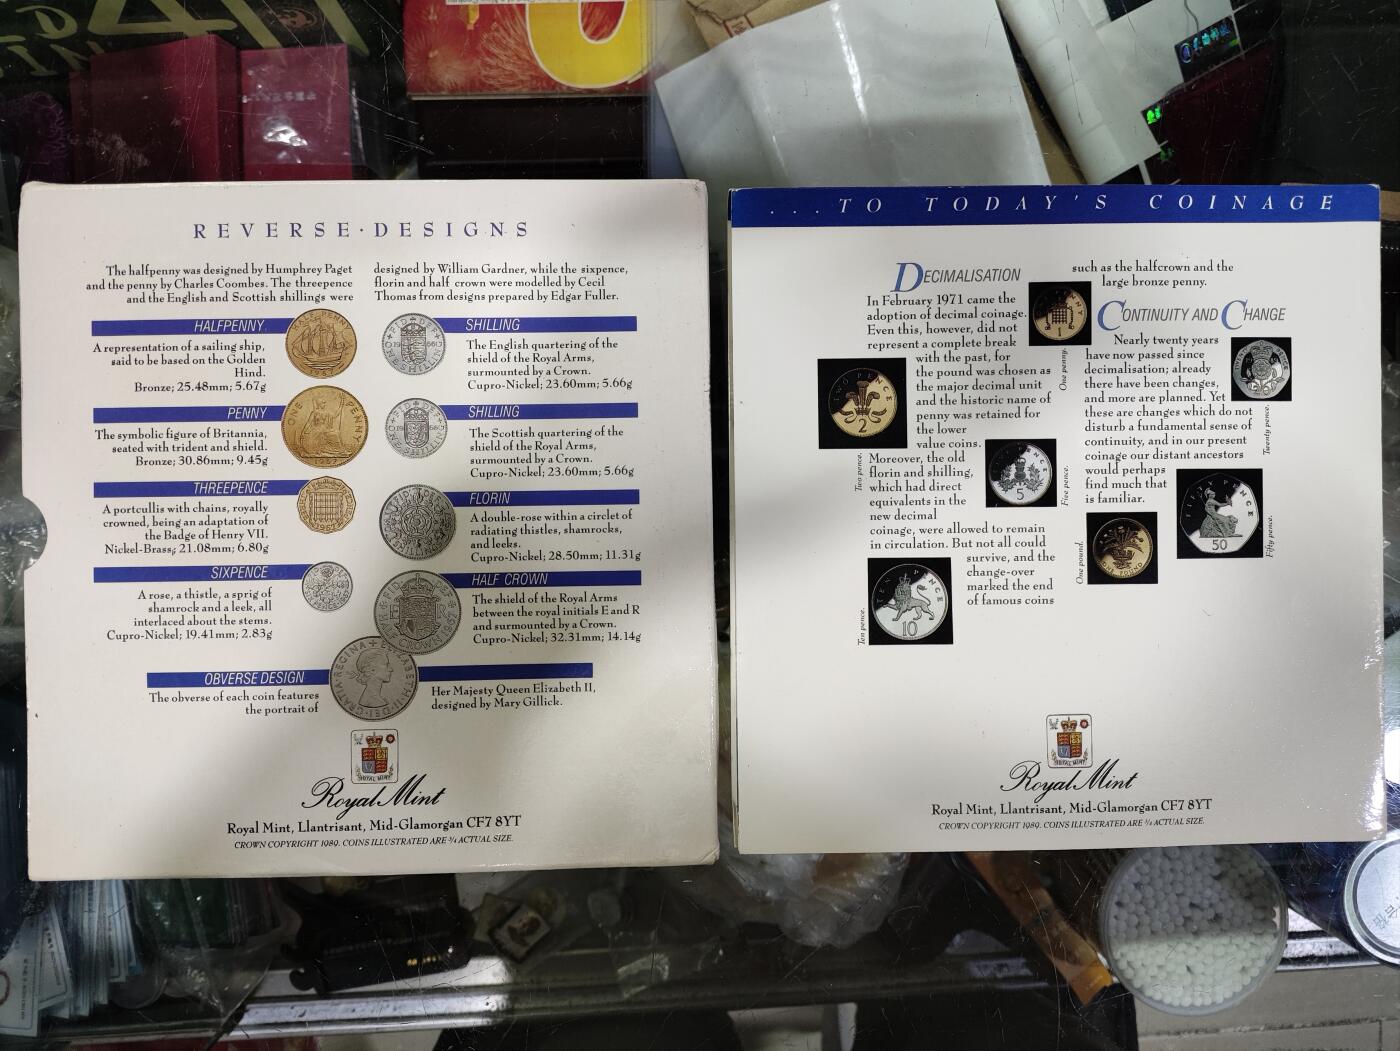 REVERSE·DESIGNS
The halfpenny was designed by Humphrey Paget
and the penny by Charles Coombes. The threepence
and the English and Scottish shillings were
designed by William Gardner, while the sixpence,
florin and half crown were modelled by Cecil
Thomas from designs prepared by Edgar Fuller.
HALFPENNY
A representation of a sailing ship,
said to be based on the Golden
Hind.
Bronze; 25.48mm; 5.67g
PENNY
The symbolic figure of Britannia,
seated with trident and shield.
Bronze; 30.86mm; 9.45g
THREEPENCE
A portcullis with chains, royally
crowned, being an adaptation of
the Badge of Henry VII.
Nickel-Brass; 21.08mm; 6.80g
SIXPENCE
A rose, a thistle, a sprig of
shamrock and a leek, all
interlaced about the stems.
Cupro-Nickel; 19.41mm; 2.83g
SHILLING
The English quartering of the
shield of the Royal Arms,
surmounted by a Crown.
Cupro-Nickel; 23.60mm; 5.66g
SHILLING
The Scottish quartering of the
shield of the Royal Arms,
surmounted by a Crown.
Cupro-Nickel; 23.60mm; 5.66g
FLORIN
A double-rose within a circlet of
radiating thistles, shamrocks,
and leeks.
Cupro-Nickel; 28.50mm; 11.31g
HALF CROWN
The shield of the Royal Arms
between the royal initials E and R
and surmounted by a Crown.
Cupro-Nickel; 32.31mm; 14.14g
OBVERSE DESIGN
The obverse of each coin features
the portrait of
Her Majesty Queen Elizabeth II,
designed by Mary Gillick.
ROYAL MINT
Royal Mint
Royal Mint, Llantrisant, Mid-Glamorgan CF7 8YT
CROWN COPYRIGHT 1989. COINS ILLUSTRATED ARE ¾ ACTUAL SIZE.
...TO TODAY'S COINAGE
DECIMALISATION
In February 1971 came the
adoption of decimal coinage.
Even this, however, did not
represent a complete break
with the past, for
the pound was chosen as
the major decimal unit
and the historic name of
penny was retained for
the lower
value coins.
Moreover, the old
florin and shilling,
which had direct
equivalents in the
new decimal
coinage, were allowed to remain
in circulation. But not all could
survive, and the
change-over
marked the end
of famous coins
such as the halfcrown and the
large bronze penny.
CONTINUITY AND CHANGE
Nearly twenty years
have now passed since
decimalisation; already
there have been changes,
and more are planned. Yet
these are changes which do not
disturb a fundamental sense of
continuity, and in our present
coinage our distant ancestors
would perhaps
find much that
is familiar.
One penny.
Two pence.
Five pence.
Ten pence.
One pound.
Twenty pence.
Fifty pence.
TWO PENCE
2
1
5
TEN PENCE
10
ONE POUND
FIFTY PENCE
50
ROYAL MINT
Royal Mint
Royal Mint, Llantrisant, Mid-Glamorgan CF7 8YT
CROWN COPYRIGHT 1989. COINS ILLUSTRATED ARE ¾ ACTUAL SIZE.